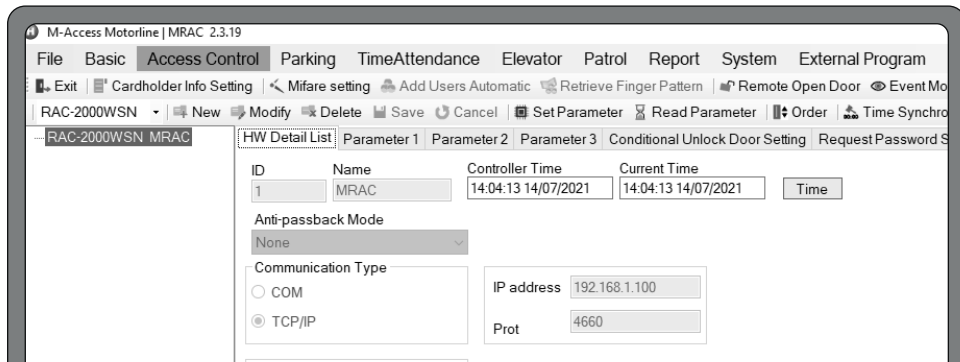 M-Access Motorline | MRAC 2.3.19
File Basic Access Control Parking TimeAttendance Elevator Patrol Report System External Program
Exit Cardholder Info Setting Mifare setting Add Users Automatic Retrieve Finger Pattern Remote Open Door Event Mo
RAC-2000WSN New Modify Delete Save Cancel Set Parameter Read Parameter Order Time Synchro
RAC-2000WSN MRAC HW Detail List Parameter 1 Parameter 2 Parameter 3 Conditional Unlock Door Setting Request Password S
ID Name Controller Time Current Time
1 MRAC 14:04:13 14/07/2021 14:04:13 14/07/2021 Time
Anti-passback Mode
None
Communication Type
COM IP address 192.168.1.100
TCP/IP Prot 4660